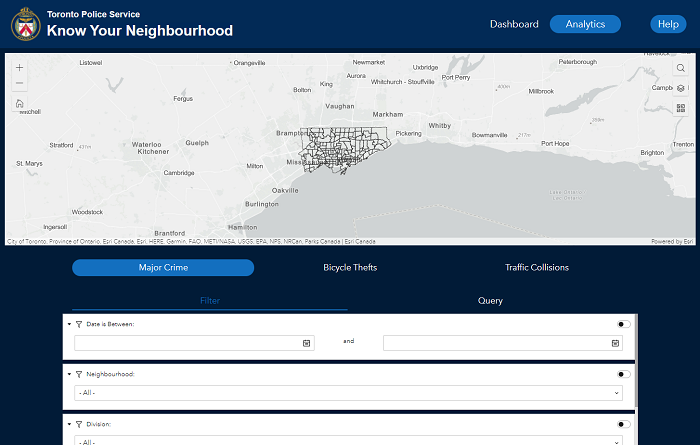 Toronto Police Service
Know Your Neighbourhood
Dashboard
Analytics
Help
Listowel
Orangeville
Newmarket
Uxbridge
Peterborough
Aurora
Port Perry
Bolton
King
Whitchurch - Stouffville
Millbrook
Fergus
Vaughan
Markham
Whitby
Brampton
Pickering
Bowmanville
217m
Port Hope
Stratford
Waterloo
Kitchener
Guelph
Milton
Brighton
Trenton
St. Marys
Cambridge
Oakville
Burlington
Woodstock
Ingersoll
Brantford
Hamilton
City of Toronto, Province of Ontario, Esri Canada, Esri, HERE, Garmin, FAO, METI/NASA, USGS, EPA, NPS, NRCan, Parks Canada | Esri Canada
Powered by Esri
Major Crime
Bicycle Thefts
Traffic Collisions
Filter
Query
Date is Between:
and
Neighbourhood:
- All -
Division:
- All -